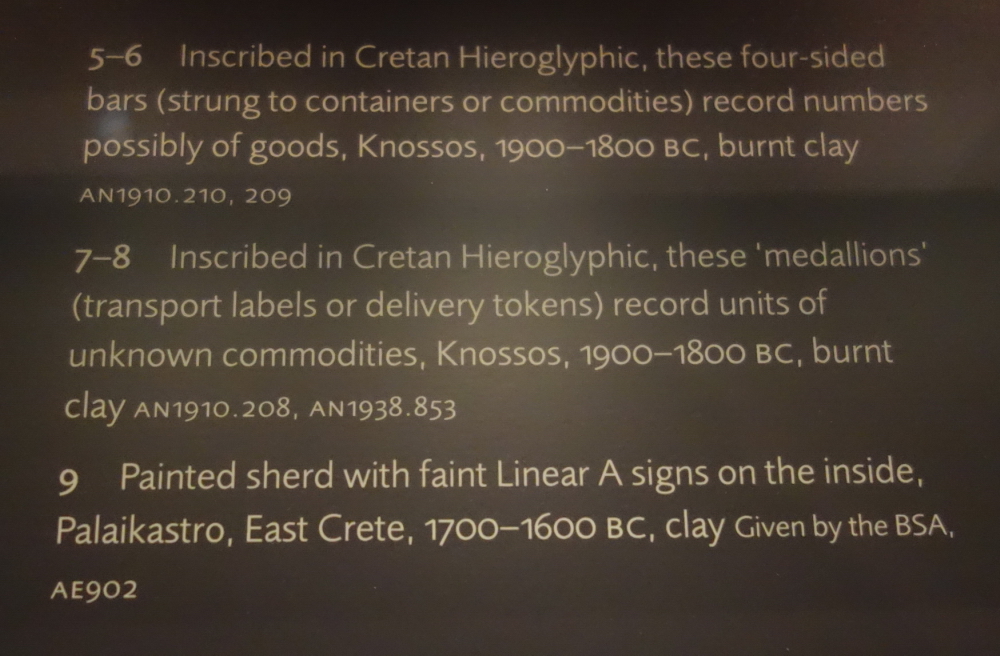 5–6 Inscribed in Cretan Hieroglyphic, these four-sided
bars (strung to containers or commodities) record numbers
possibly of goods, Knossos, 1900–1800 BC, burnt clay
AN1910.210, 209
7–8 Inscribed in Cretan Hieroglyphic, these 'medallions'
(transport labels or delivery tokens) record units of
unknown commodities, Knossos, 1900–1800 BC, burnt
clay AN1910.208, AN1938.853
9 Painted sherd with faint Linear A signs on the inside,
Palaikastro, East Crete, 1700–1600 BC, clay Given by the BSA,
AE902